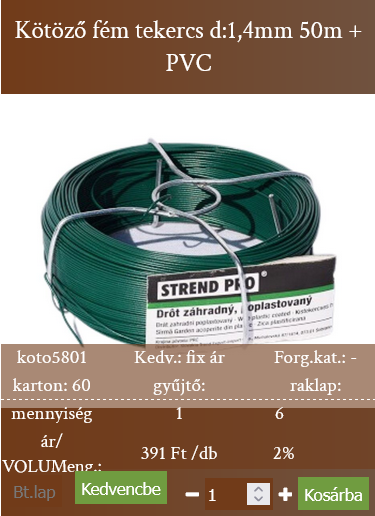 Kötöző fém tekercs d:1,4mm 50m +
PVC
STREND PRO
Drôt záhradný, poplastovaný
koto5801 Kedv.: fix ár Forg.kat.: -
karton: 60 gyűjtő: raklap:
mennyiség 1 6
ár/
VOLUMeng.: 391 Ft /db 2%
Bt.lap Kedvencbe 1 Kosárba